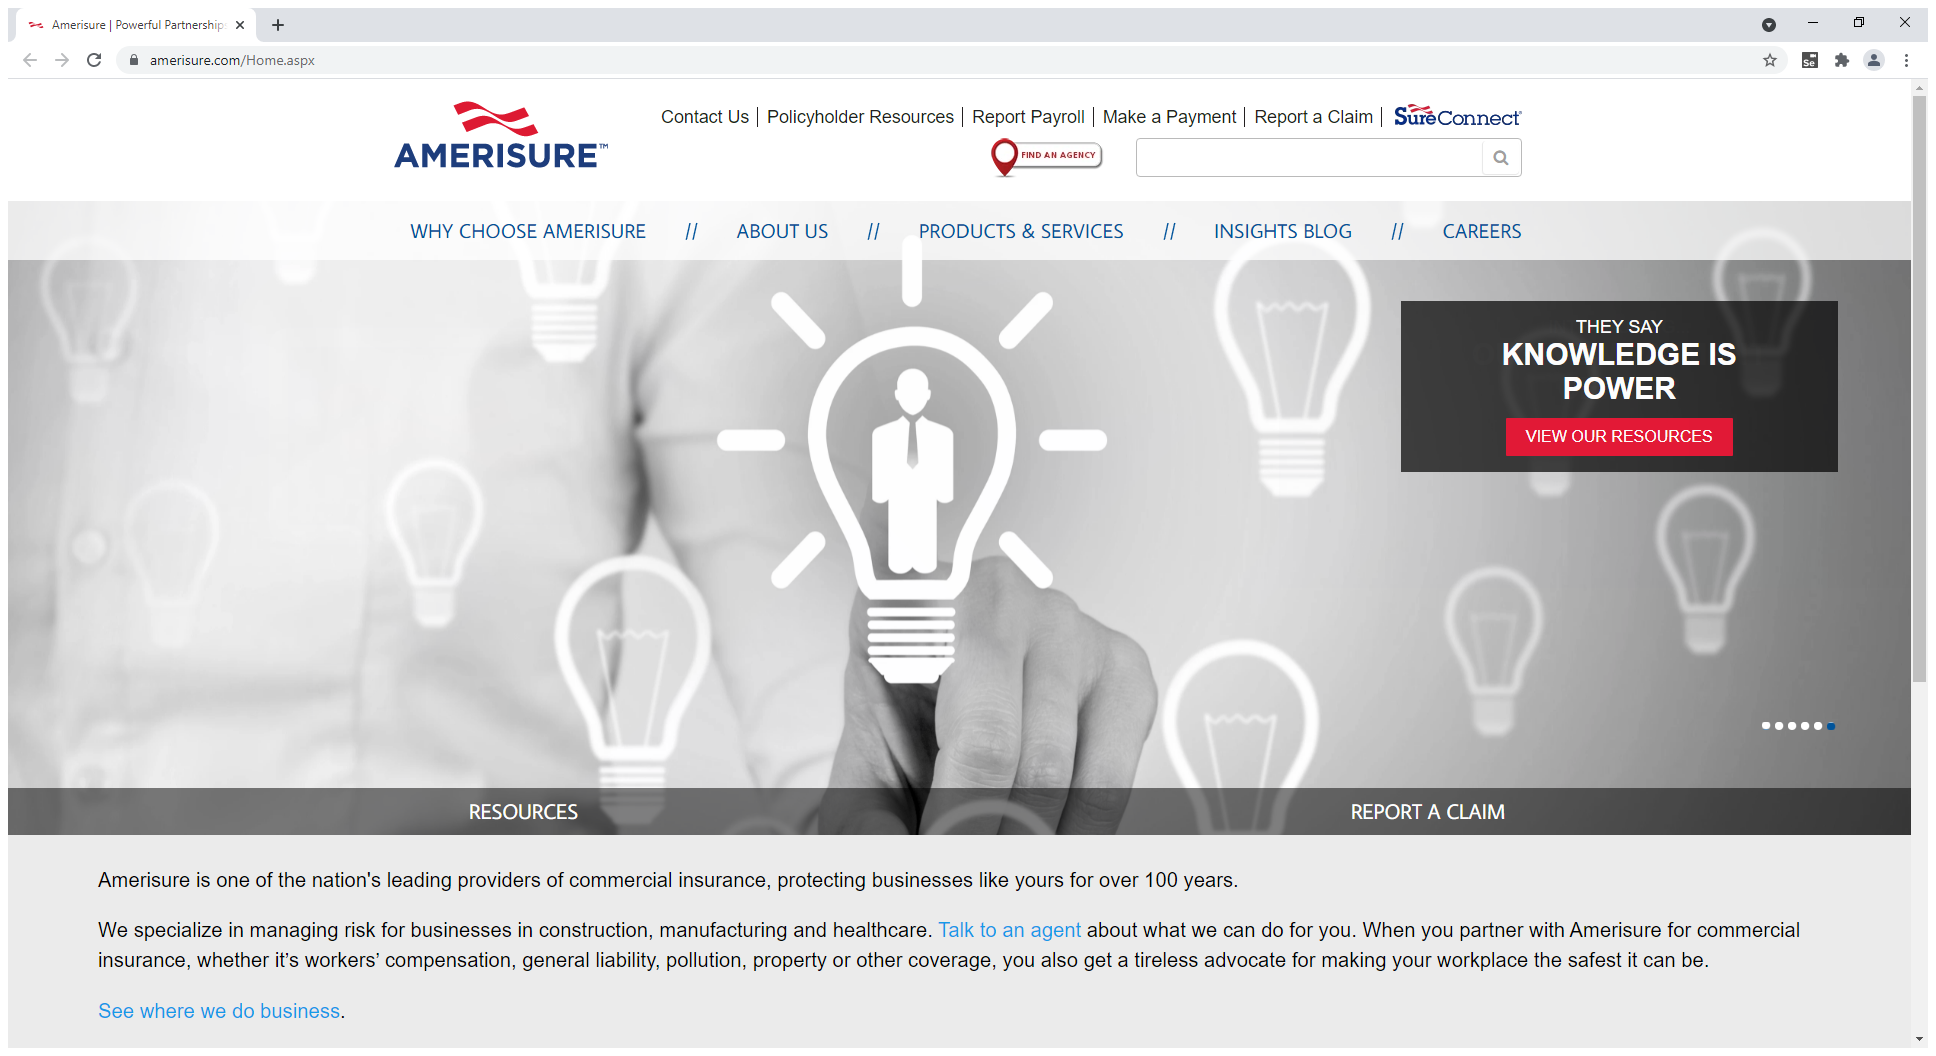 Amerisure | Powerful Partnership
amerisure.com/Home.aspx
Se
AMERISURE™
Contact Us | Policyholder Resources | Report Payroll | Make a Payment | Report a Claim | SureConnect®
FIND AN AGENCY
WHY CHOOSE AMERISURE // ABOUT US // PRODUCTS & SERVICES // INSIGHTS BLOG // CAREERS
THEY SAY
KNOWLEDGE IS
POWER
VIEW OUR RESOURCES
RESOURCES
REPORT A CLAIM
Amerisure is one of the nation's leading providers of commercial insurance, protecting businesses like yours for over 100 years.
We specialize in managing risk for businesses in construction, manufacturing and healthcare. Talk to an agent about what we can do for you. When you partner with Amerisure for commercial
insurance, whether it’s workers’ compensation, general liability, pollution, property or other coverage, you also get a tireless advocate for making your workplace the safest it can be.
See where we do business.